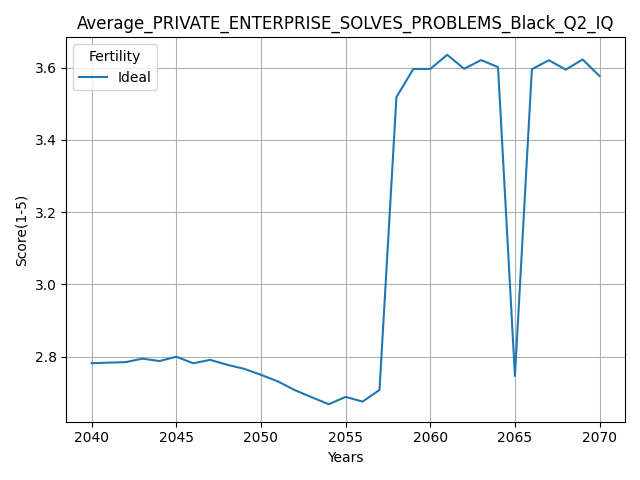 Average_PRIVATE_ENTERPRISE_SOLVES_PROBLEMS_Black_Q2_IQ
Fertility
Ideal
3.6
3.4
3.2
3.0
2.8
Score(1-5)
2040 2045 2050 2055 2060 2065 2070
Years